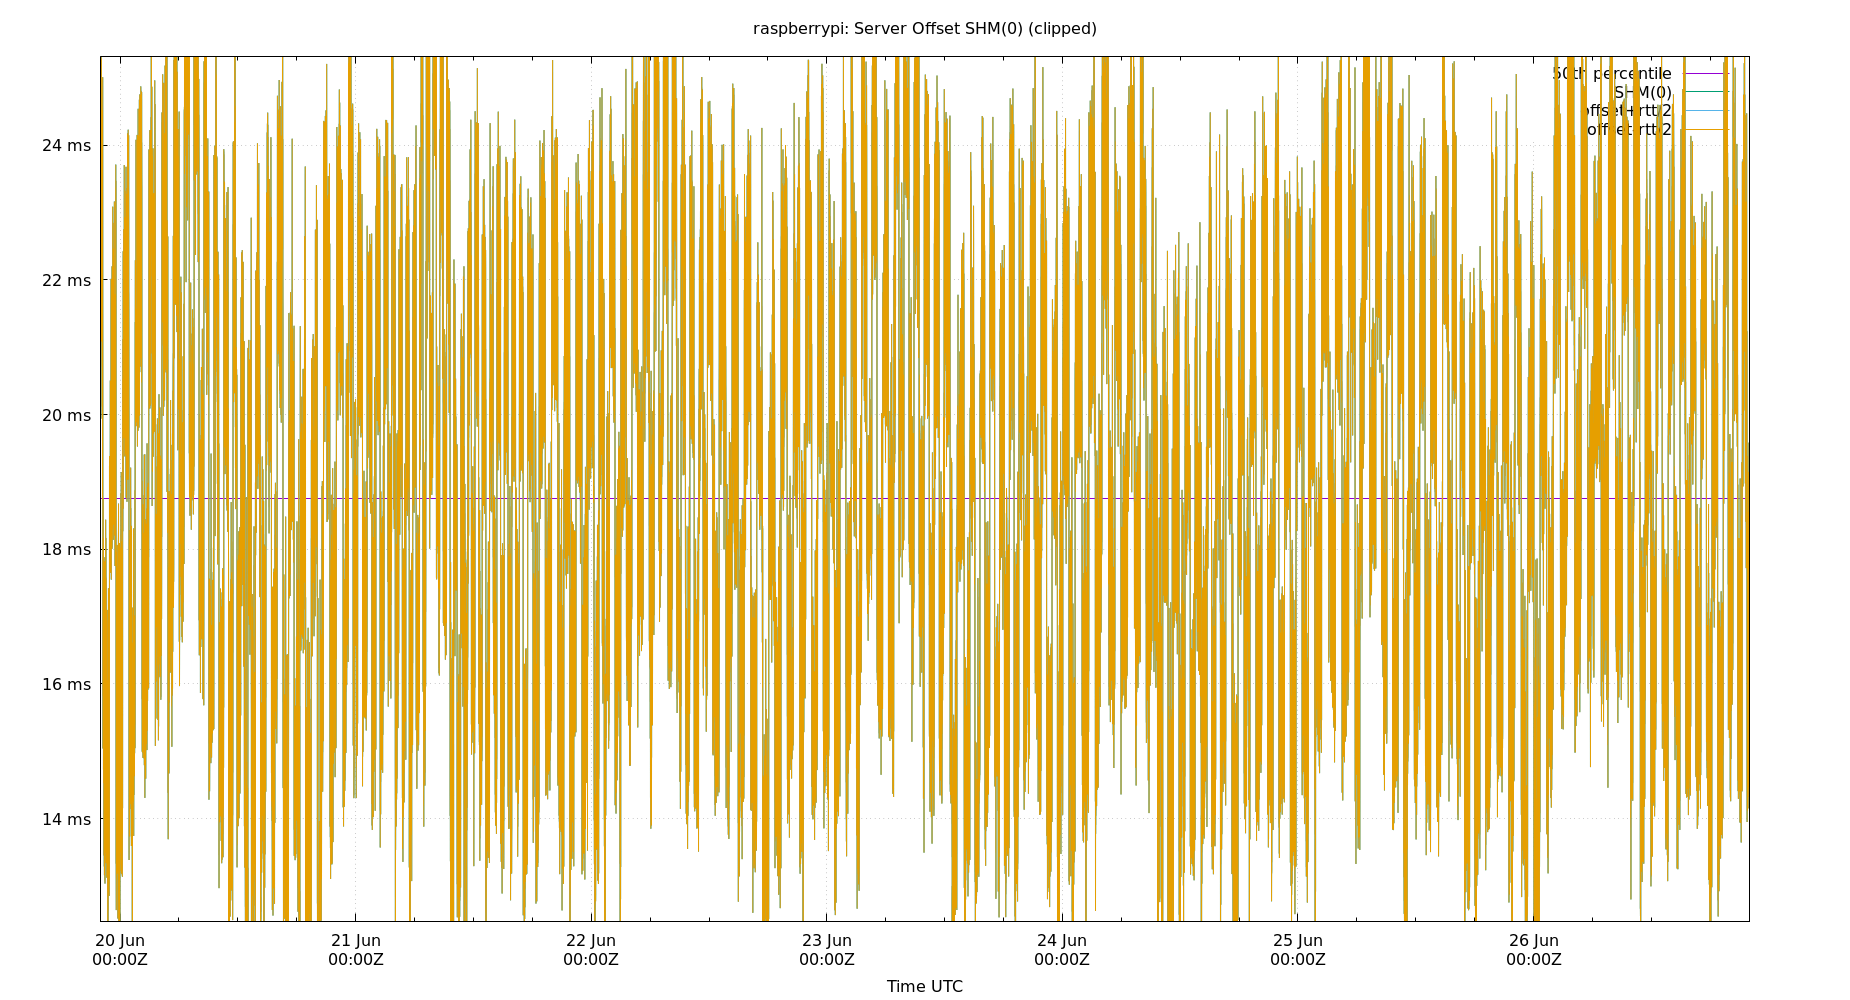 raspberrypi: Server Offset SHM(0) (clipped)
50th percentile
SHM(0)
offset+rtt/2
offset-rtt/2
24 ms
22 ms
20 ms
18 ms
16 ms
14 ms
20 Jun 21 Jun 22 Jun 23 Jun 24 Jun 25 Jun 26 Jun
00:00Z 00:00Z 00:00Z 00:00Z 00:00Z 00:00Z 00:00Z
Time UTC